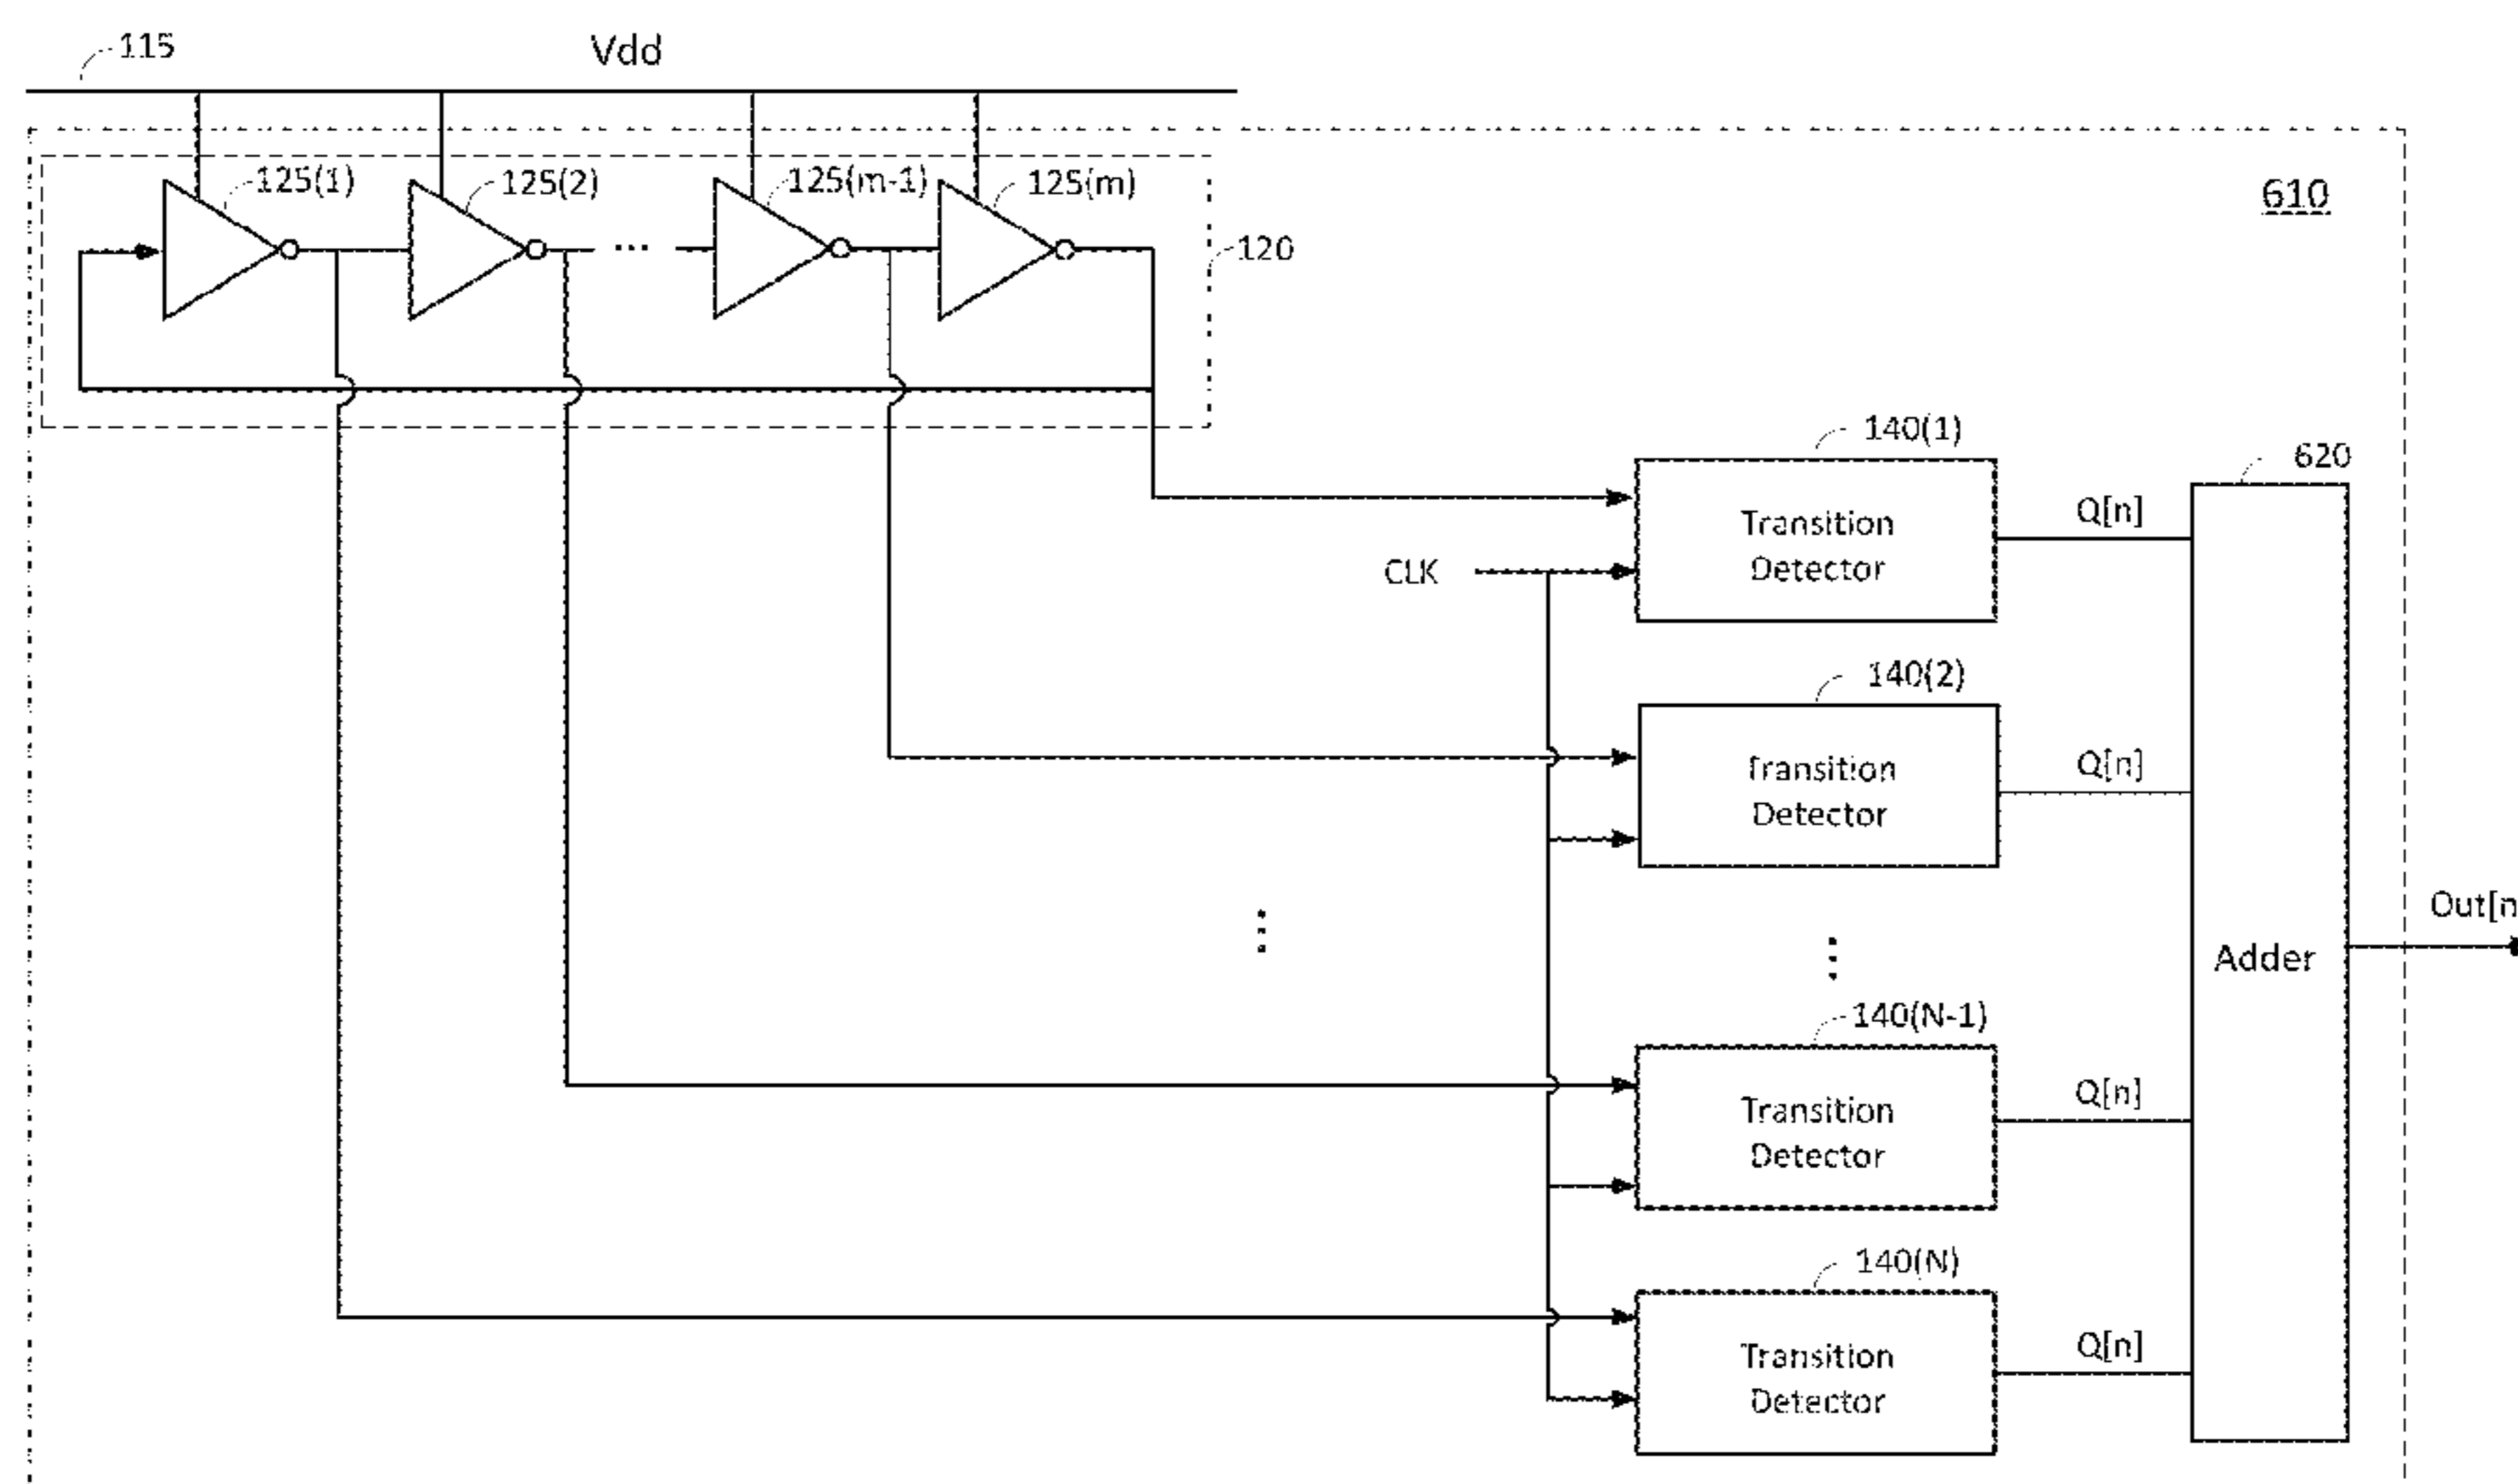 115
Vdd
125(1)
125(2)
125(m-1)
125(m)
...
120
610
140(1)
620
Transition
Detector
Q[n]
CLK
140(2)
Transition
Detector
Q[n]
Out[n
Adder
140(N-1)
Transition
Detector
Q[n]
140(N)
Transition
Detector
Q[n]